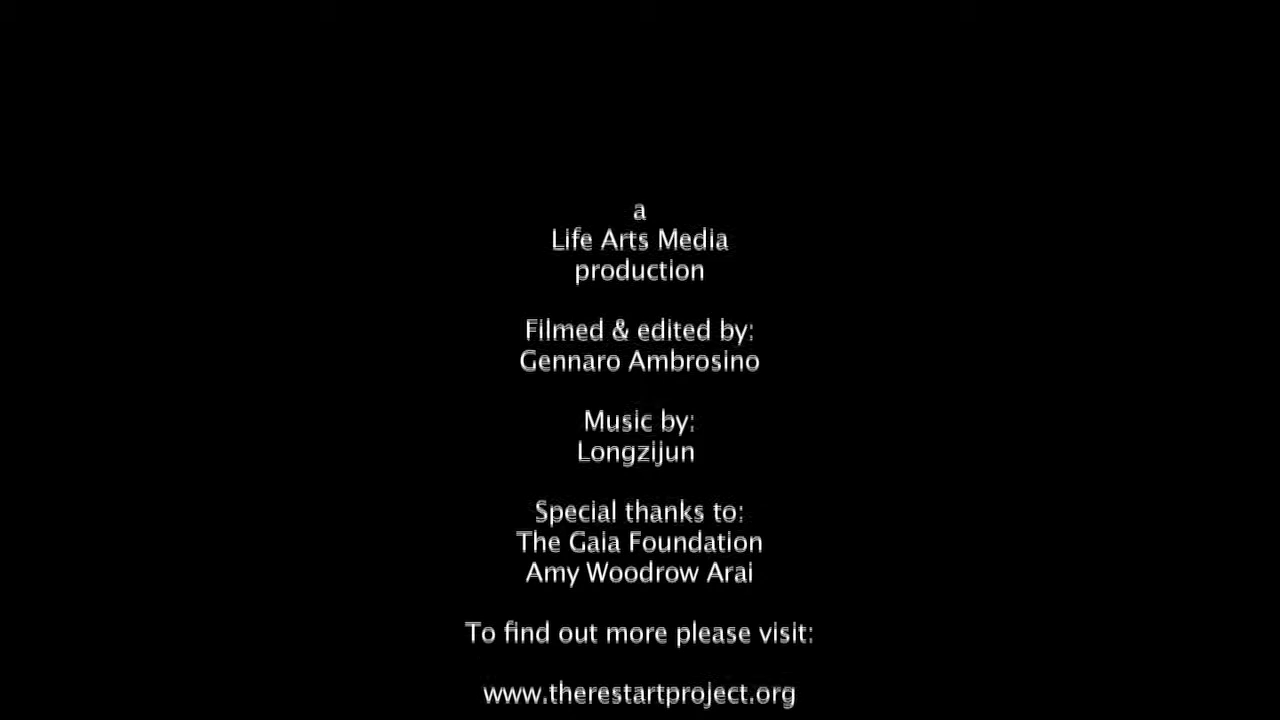 a
Life Arts Media
production
Filmed & edited by:
Gennaro Ambrosino
Music by:
Longzijun
Special thanks to:
The Gaia Foundation
Amy Woodrow Arai
To find out more please visit:
www.therestartproject.org